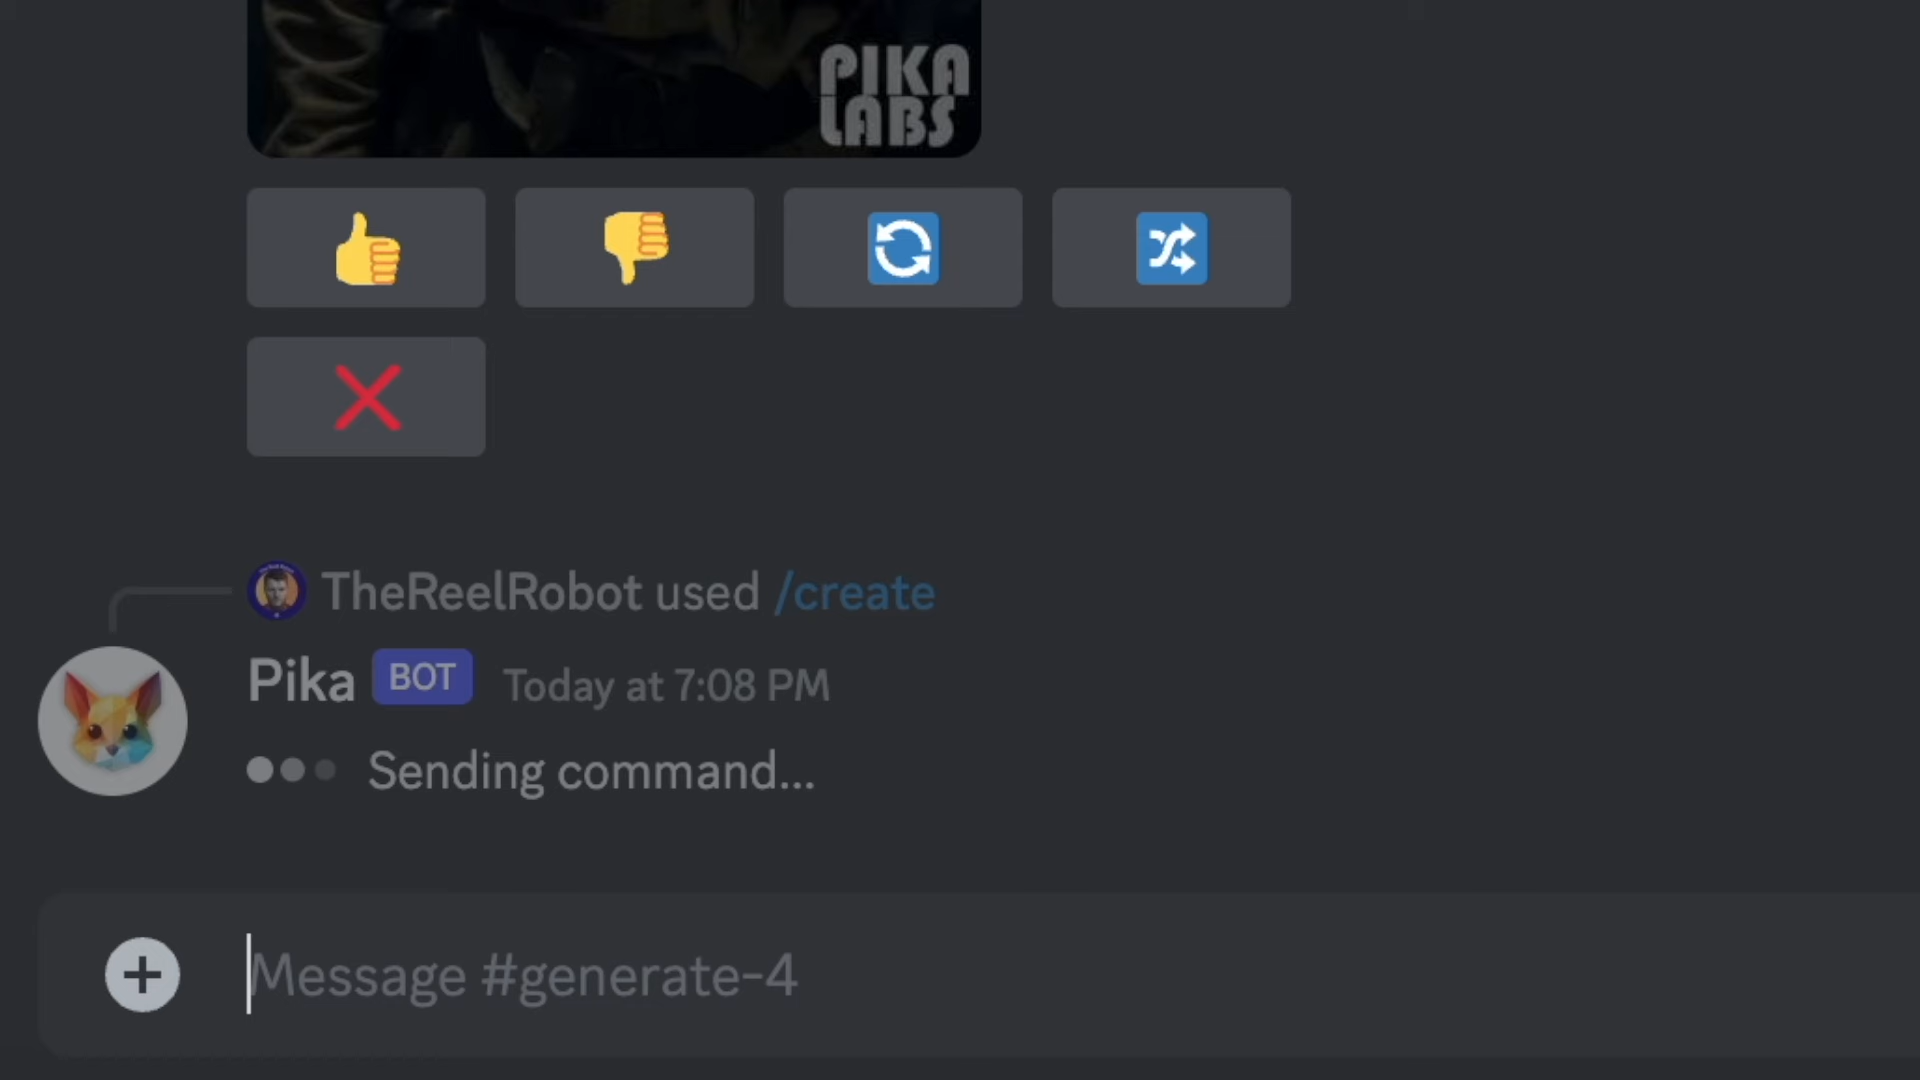 PIKA
LABS
TheReelRobot used /create
Pika BOT Today at 7:08 PM
Sending command...
Message #generate-4